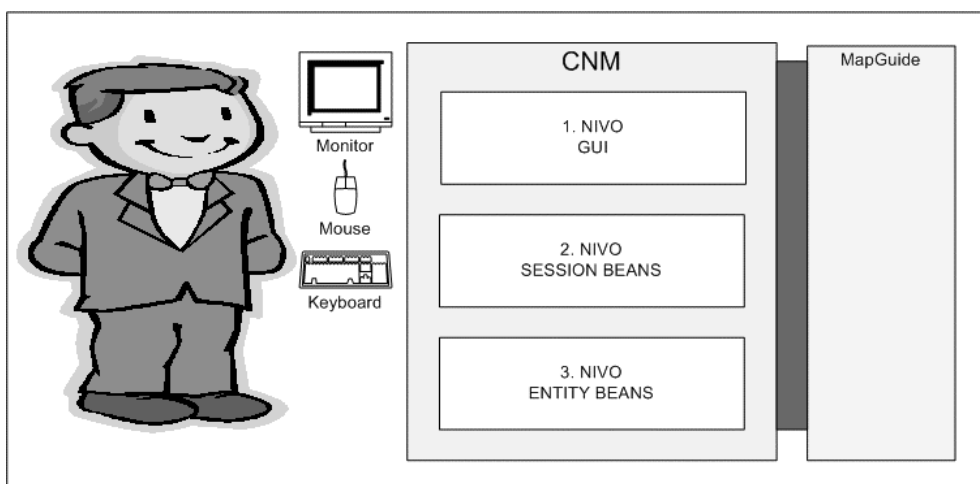 Monitor
Mouse
Keyboard
CNM
1. NIVO
GUI
2. NIVO
SESSION BEANS
3. NIVO
ENTITY BEANS
MapGuide